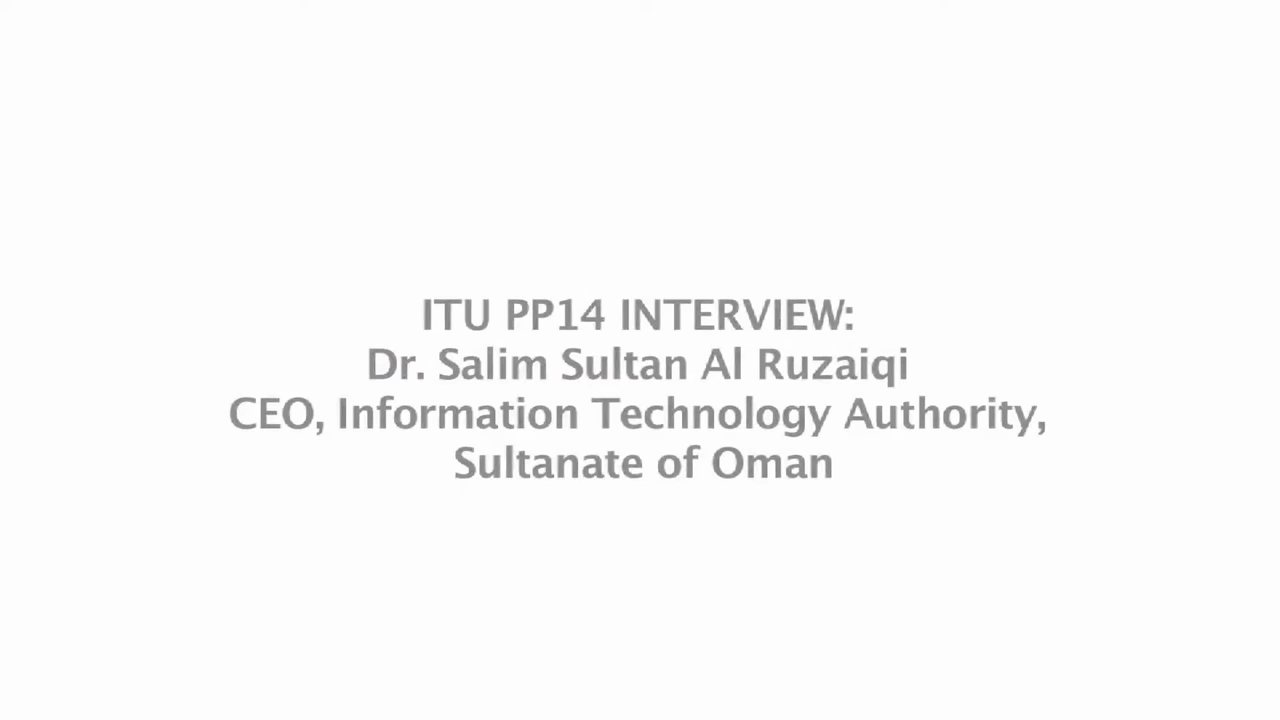 ITU PP14 INTERVIEW:
Dr. Salim Sultan Al Ruzaiqi
CEO, Information Technology Authority,
Sultanate of Oman